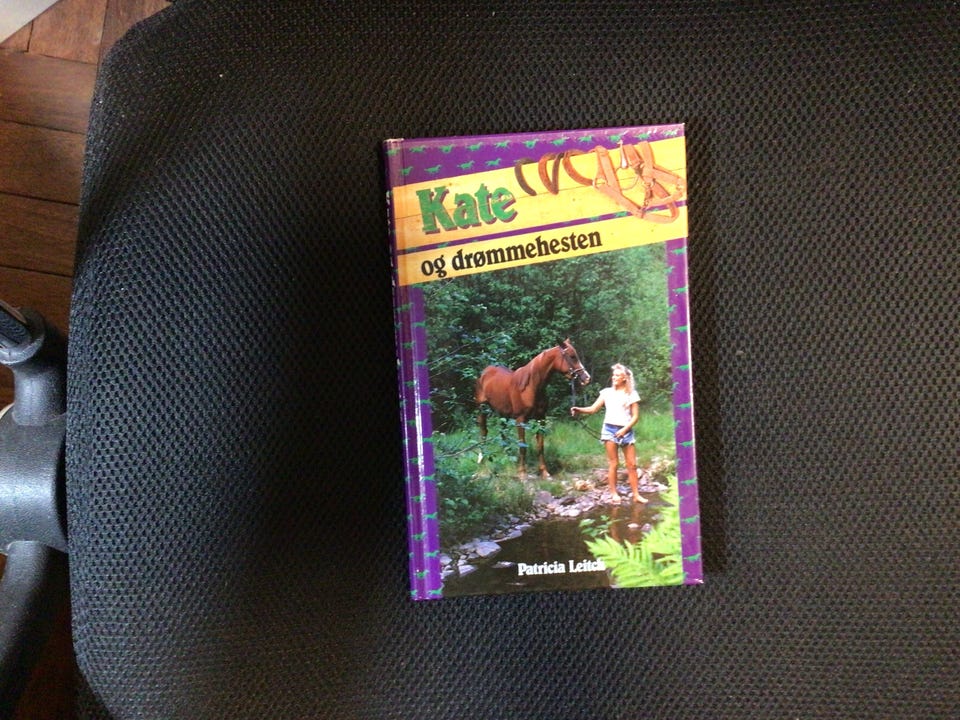 Kate
og drømmehesten
Patricia Leitch